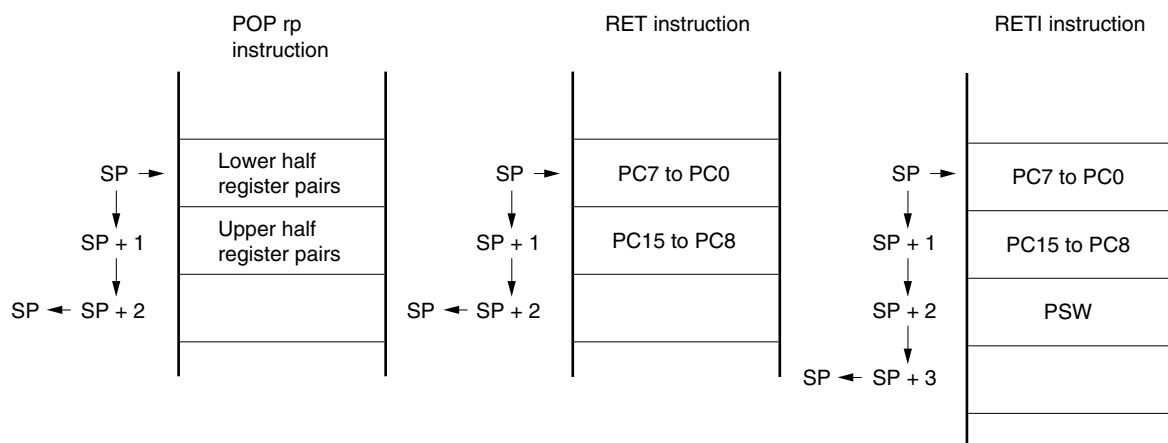 POP rp
instruction
SP
SP + 1
SP ← SP + 2
Lower half
register pairs
Upper half
register pairs
RET instruction
SP
SP + 1
SP ← SP + 2
PC7 to PC0
PC15 to PC8
RETI instruction
SP
SP + 1
SP + 2
SP ← SP + 3
PC7 to PC0
PC15 to PC8
PSW